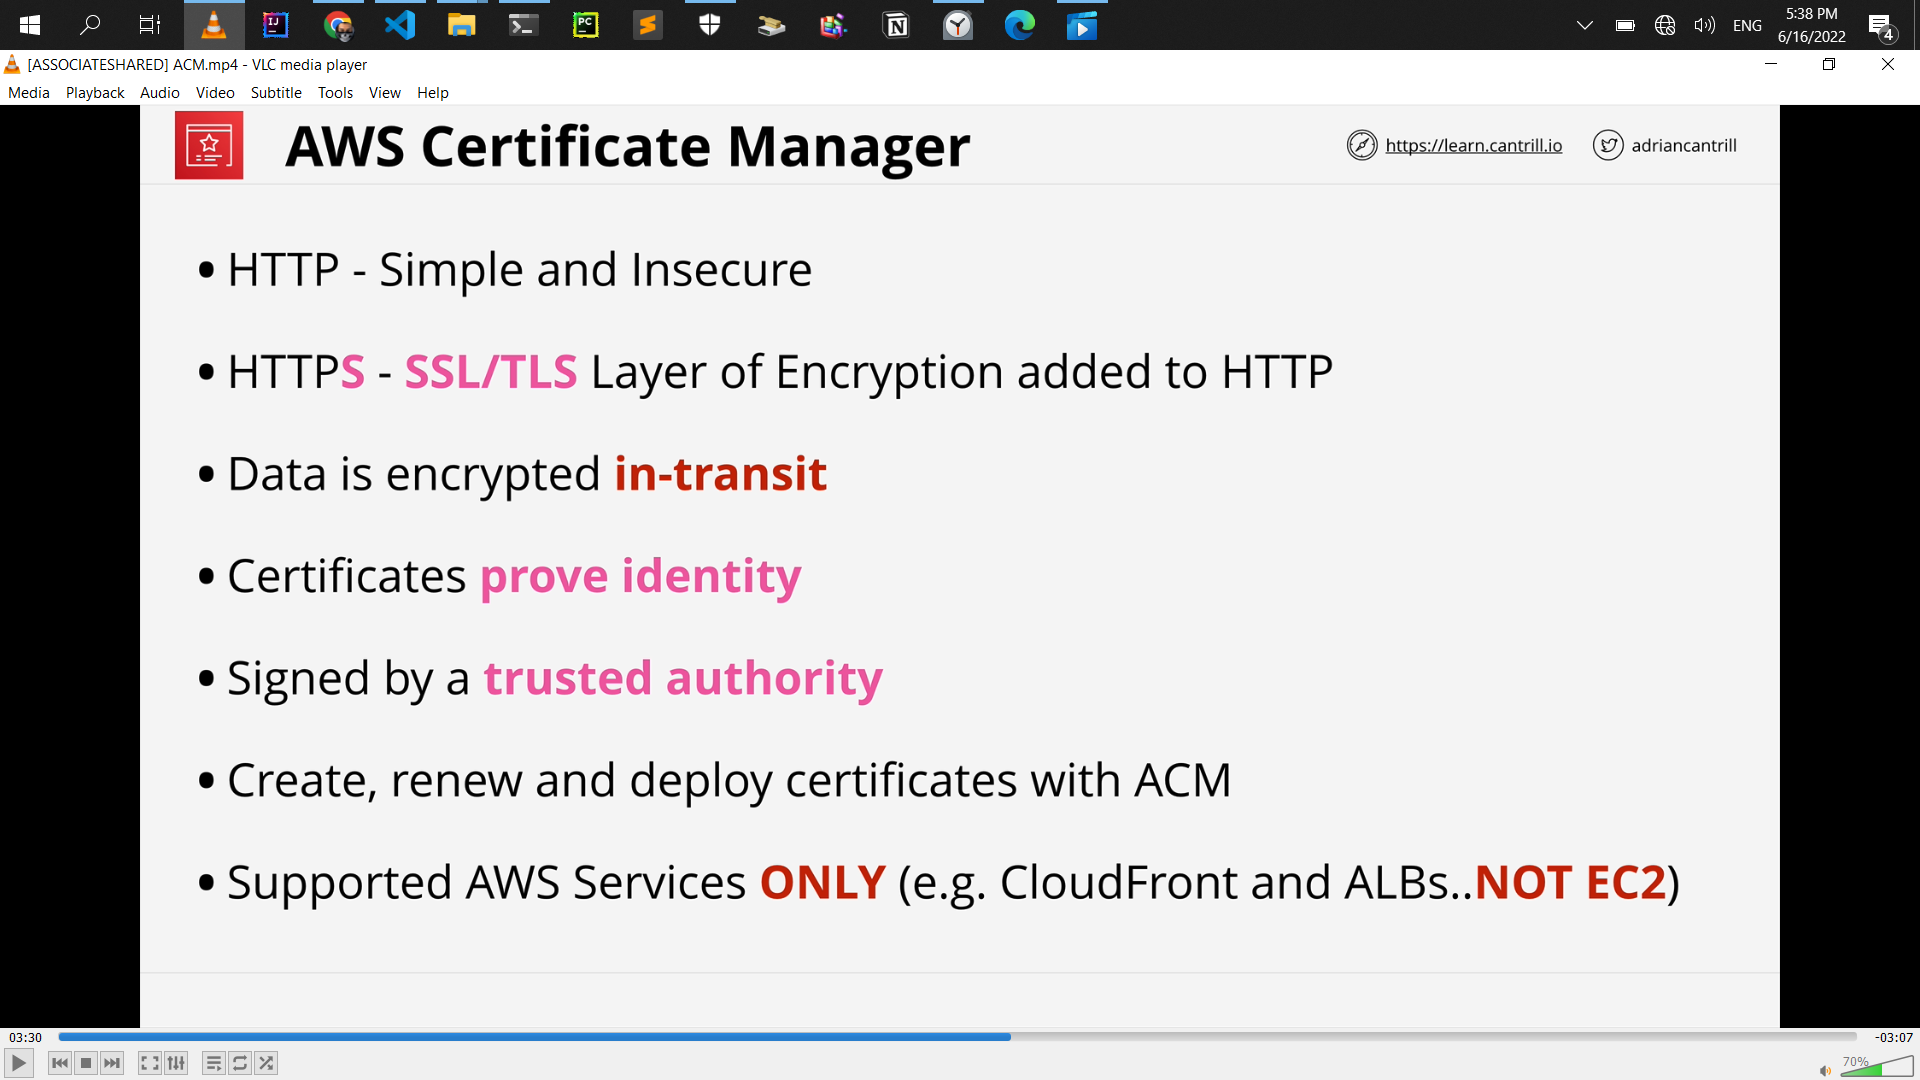 IJ
PC
N
ENG
5:38 PM
6/16/2022
4
[ASSOCIATESHARED] ACM.mp4 - VLC media player
Media Playback Audio Video Subtitle Tools View Help
AWS Certificate Manager
https://learn.cantrill.io
adriancantrill
• HTTP - Simple and Insecure
• HTTPS - SSL/TLS Layer of Encryption added to HTTP
• Data is encrypted in-transit
• Certificates prove identity
• Signed by a trusted authority
• Create, renew and deploy certificates with ACM
• Supported AWS Services ONLY (e.g. CloudFront and ALBs..NOT EC2)
03:30
-03:07
70%